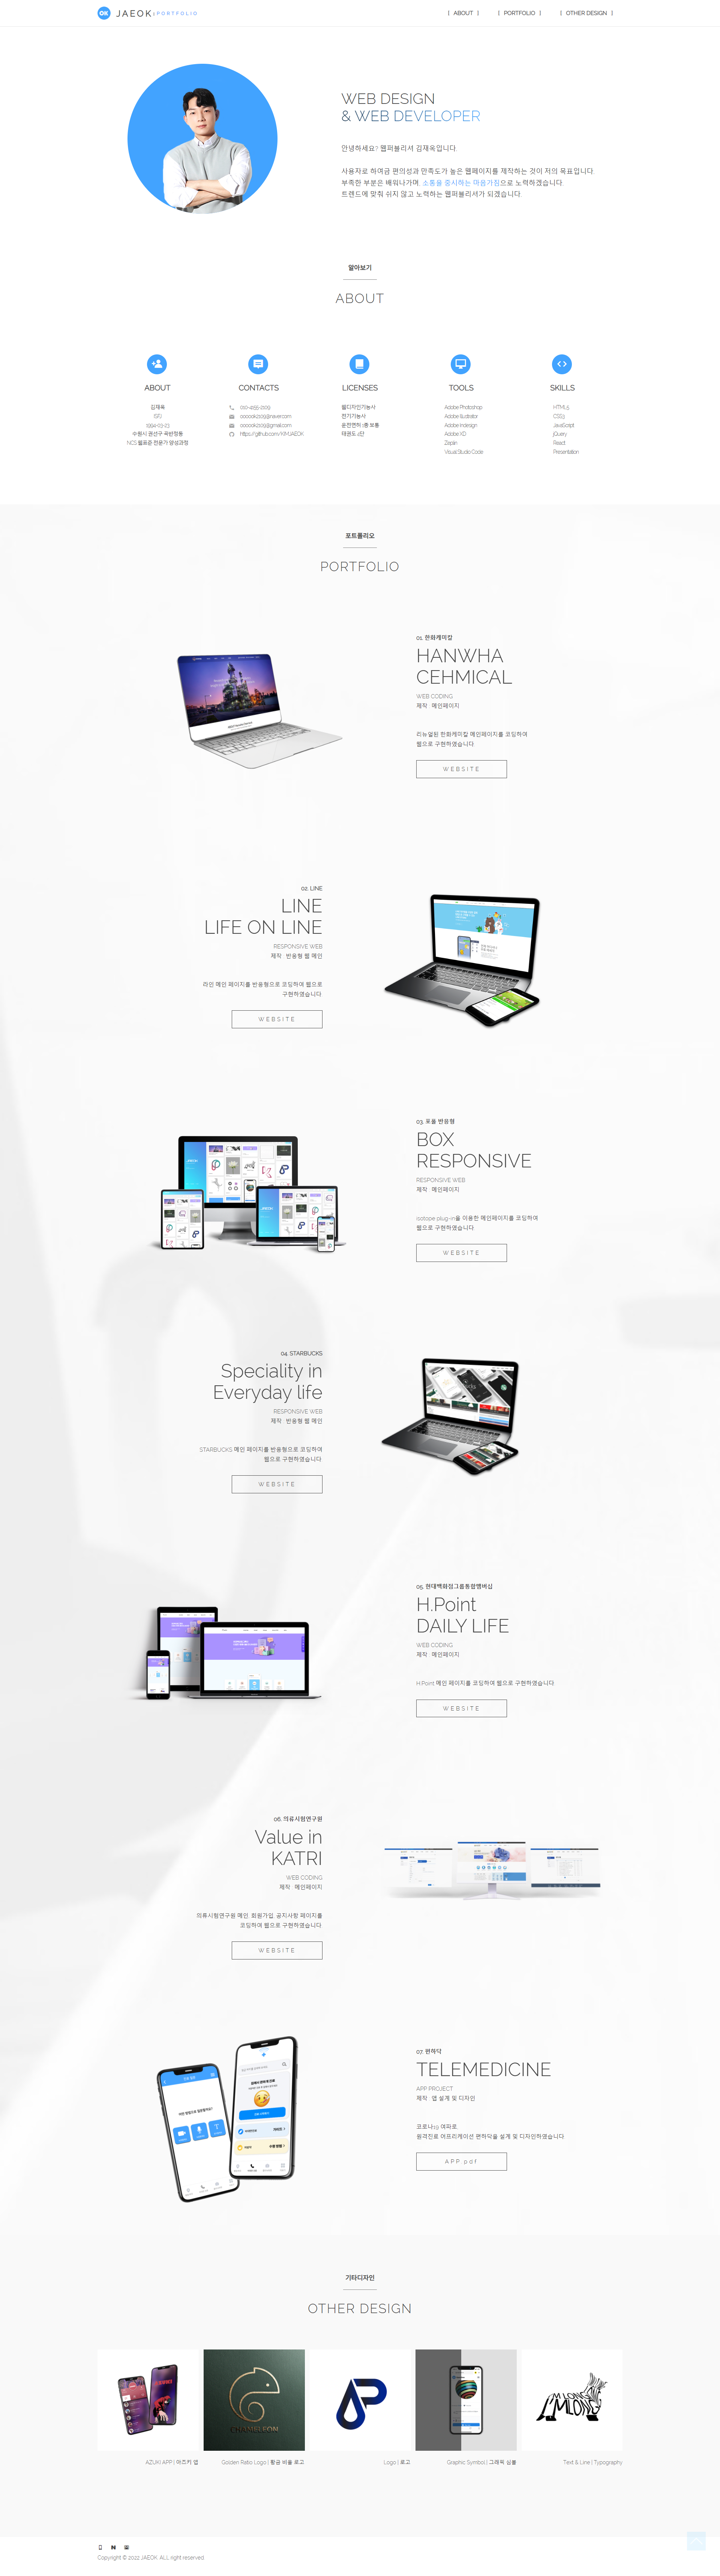 OK JAEOK | PORTFOLIO
| ABOUT | | PORTFOLIO | | OTHER DESIGN |
WEB DESIGN
& WEB DEVELOPER
안녕하세요? 웹퍼블리셔 김재옥입니다.
사용자로 하여금 편의성과 만족도가 높은 웹페이지를 제작하는 것이 저의 목표입니다.
부족한 부분은 배워나가며, 소통을 중시하는 마음가짐으로 노력하겠습니다.
트렌드에 맞춰 쉬지 않고 노력하는 웹퍼블리셔가 되겠습니다.
알아보기
ABOUT
ABOUT
김재옥
ISFJ
수원시 권선구 곡반정동
NCS 웹표준 전문가 양성과정
CONTACTS
https://github.com/KIMJAEOK
LICENSES
웹디자인기능사
전기기능사
운전면허 1종 보통
태권도 4단
TOOLS
Adobe Photoshop
Adobe Illustrator
Adobe Indesign
Adobe XD
Zeplin
Visual Studio Code
SKILLS
HTML5
CSS3
JavaScript
jQuery
React
Presentation
포트폴리오
PORTFOLIO
01. 한화케미칼
HANWHA
CEHMICAL
WEB CODING
제작 : 메인페이지
리뉴얼된 한화케미칼 메인페이지를 코딩하여
웹으로 구현하였습니다.
WEBSITE
02. LINE
LINE
LIFE ON LINE
RESPONSIVE WEB
제작 : 반응형 웹 메인
라인 메인 페이지를 반응형으로 코딩하여 웹으로
구현하였습니다.
WEBSITE
03. 포폴 반응형
BOX
RESPONSIVE
RESPONSIVE WEB
제작 : 메인페이지
isotope plug-in을 이용한 메인페이지를 코딩하여
웹으로 구현하였습니다.
WEBSITE
04. STARBUCKS
Speciality in
Everyday life
RESPONSIVE WEB
제작 : 반응형 웹 메인
STARBUCKS 메인 페이지를 반응형으로 코딩하여
웹으로 구현하였습니다.
WEBSITE
05. 현대백화점그룹통합멤버십
H.Point
DAILY LIFE
WEB CODING
제작 : 메인페이지
H.Point 메인 페이지를 코딩하여 웹으로 구현하였습니다.
WEBSITE
06. 의류시험연구원
Value in
KATRI
WEB CODING
제작 : 메인페이지
의류시험연구원 메인, 회원가입, 공지사항 페이지를
코딩하여 웹으로 구현하였습니다.
WEBSITE
07. 편하닥
TELEMEDICINE
APP PROJECT
제작 : 앱 설계 및 디자인
코로나19 여파로
원격진료 어프리케이션 편하닥을 설계 및 디자인하였습니다.
APP pdf
기타디자인
OTHER DESIGN
CHAMELEON
AZUKI APP | 아즈키 앱
Golden Ratio Logo | 황금 비율 로고
Logo | 로고
Graphic Symbol | 그래픽 심볼
Text & Line | Typography
Copyright © 2022 JAEOK. ALL right reserved.